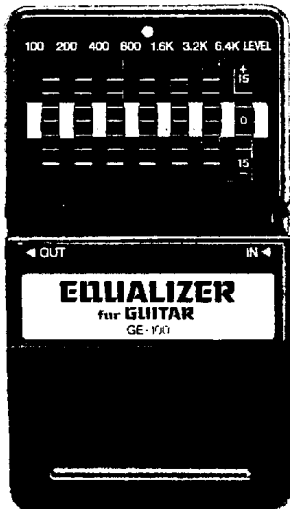 100 200 400 800 1.6K 3.2K 6.4K LEVEL
+
15
0
15
−
◄ OUT IN ◄
EQUALIZER
for GUITAR
GE-100